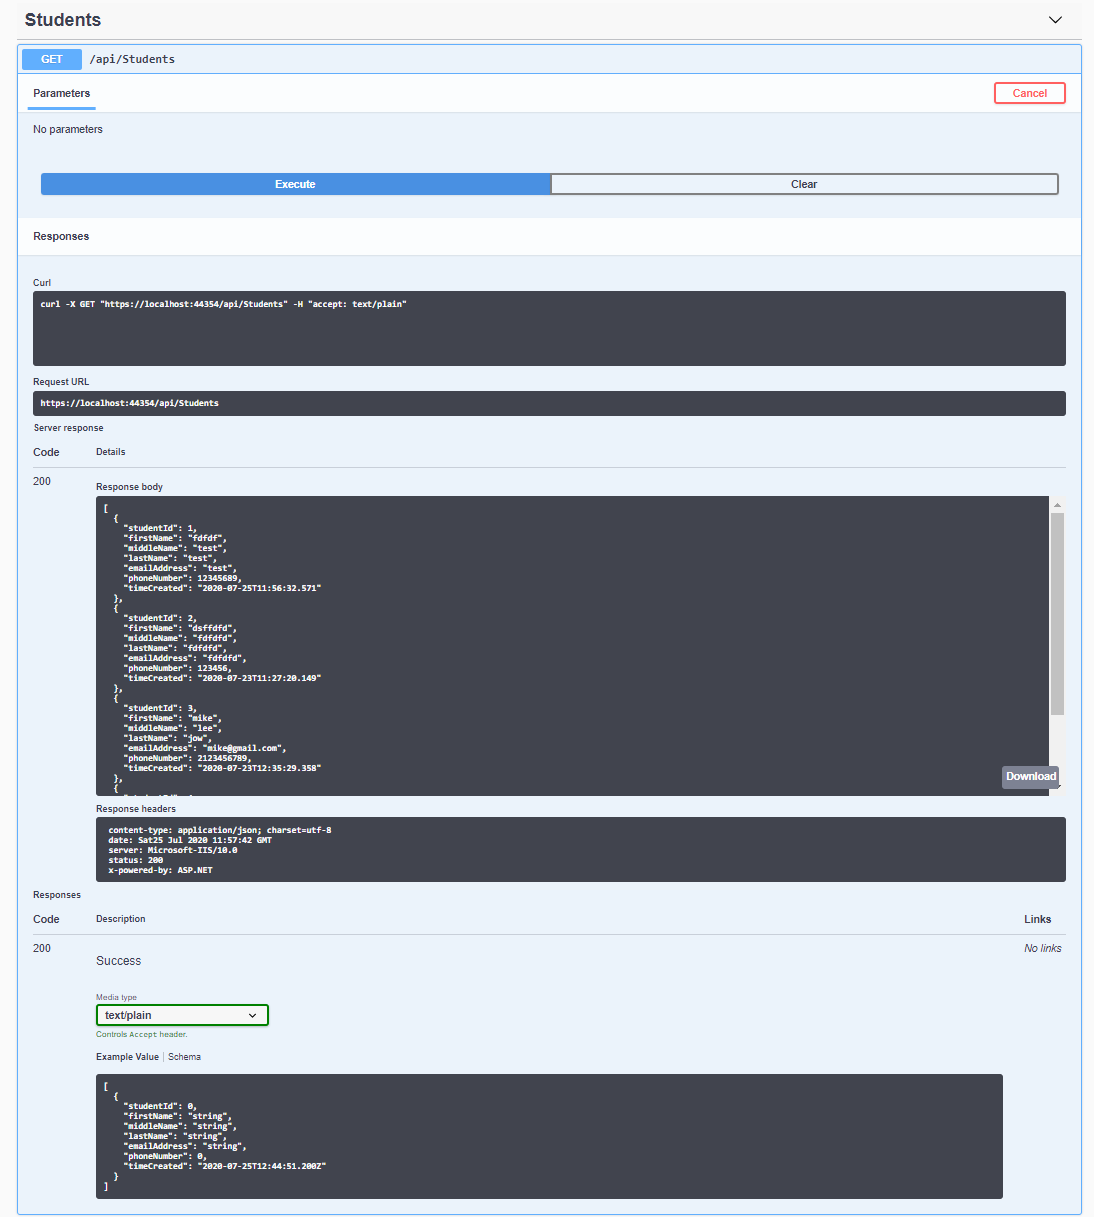 Students
GET /api/Students
Parameters
Cancel
No parameters
Execute
Clear
Responses
Curl
curl -X GET "https://localhost:44354/api/Students" -H "accept: text/plain"
Request URL
https://localhost:44354/api/Students
Server response
Code Details
200
Response body
[
  {
    "studentId": 1,
    "firstName": "fdfdf",
    "middleName": "test",
    "lastName": "test",
    "emailAddress": "test",
    "phoneNumber": 12345689,
    "timeCreated": "2020-07-25T11:56:32.571"
  },
  {
    "studentId": 2,
    "firstName": "dsffdfd",
    "middleName": "fdfdfd",
    "lastName": "fdfdfd",
    "emailAddress": "fdfdfd",
    "phoneNumber": 123456,
    "timeCreated": "2020-07-23T11:27:20.149"
  },
  {
    "studentId": 3,
    "firstName": "mike",
    "middleName": "lee",
    "lastName": "jow",
    "emailAddress": "mike@gmail.com",
    "phoneNumber": 2123456789,
    "timeCreated": "2020-07-23T12:35:29.358"
  },
  {
Download
Response headers
content-type: application/json; charset=utf-8
date: Sat25 Jul 2020 11:57:42 GMT
server: Microsoft-IIS/10.0
status: 200
x-powered-by: ASP.NET
Responses
Code Description Links
200 No links
Success
Media type
text/plain
Controls Accept header.
Example Value | Schema
[
  {
    "studentId": 0,
    "firstName": "string",
    "middleName": "string",
    "lastName": "string",
    "emailAddress": "string",
    "phoneNumber": 0,
    "timeCreated": "2020-07-25T12:44:51.200Z"
  }
]